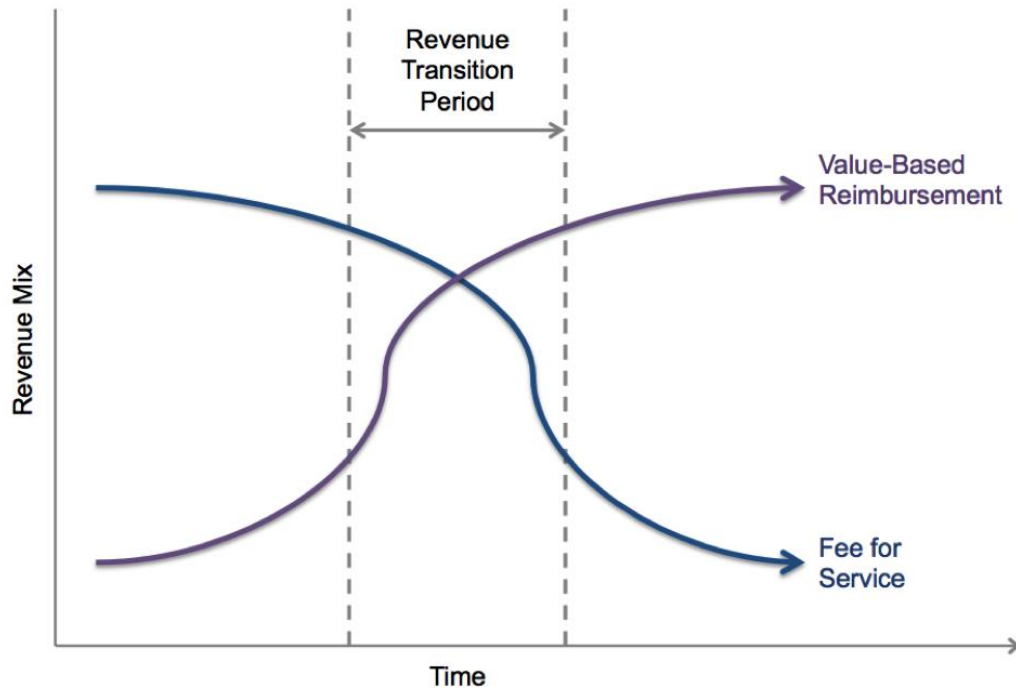 Revenue
Transition
Period
Value-Based
Reimbursement
Revenue Mix
Fee for
Service
Time